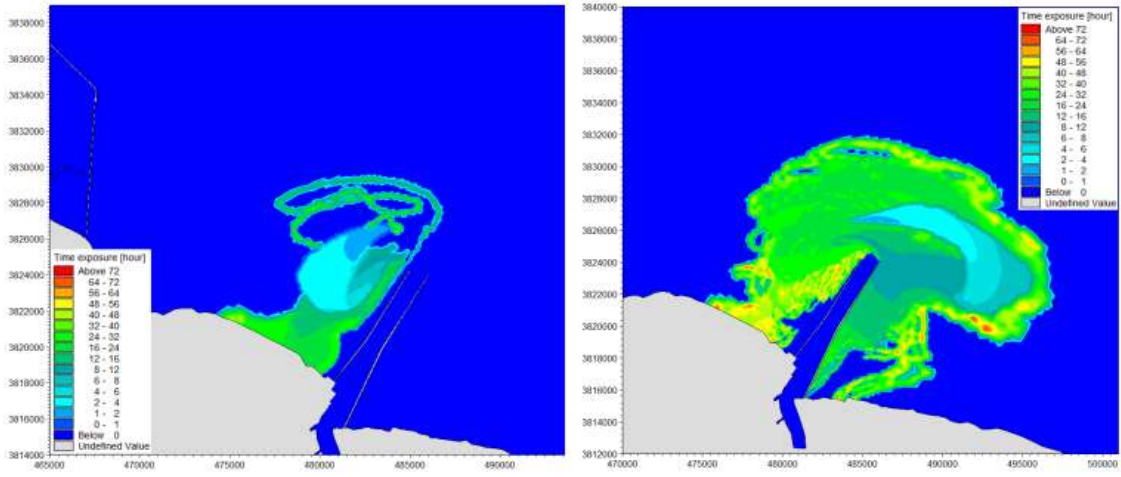 3838000
3836000
3834000
3832000
3830000
3828000
3826000
3824000
3822000
3820000
3818000
3816000
3814000
465000
470000
475000
480000
485000
490000
Time exposure [hour]
Above 72
64 - 72
56 - 64
48 - 56
40 - 48
32 - 40
24 - 32
16 - 24
12 - 16
8 - 12
6 - 8
4 - 6
2 - 4
1 - 2
0 - 1
Below 0
Undefined Value
3840000
3838000
3836000
3834000
3832000
3830000
3828000
3826000
3824000
3822000
3820000
3818000
3816000
3814000
3812000
470000
475000
480000
485000
490000
495000
500000
Time exposure [hour]
Above 72
64 - 72
56 - 64
48 - 56
40 - 48
32 - 40
24 - 32
16 - 24
12 - 16
8 - 12
6 - 8
4 - 6
2 - 4
1 - 2
0 - 1
Below 0
Undefined Value